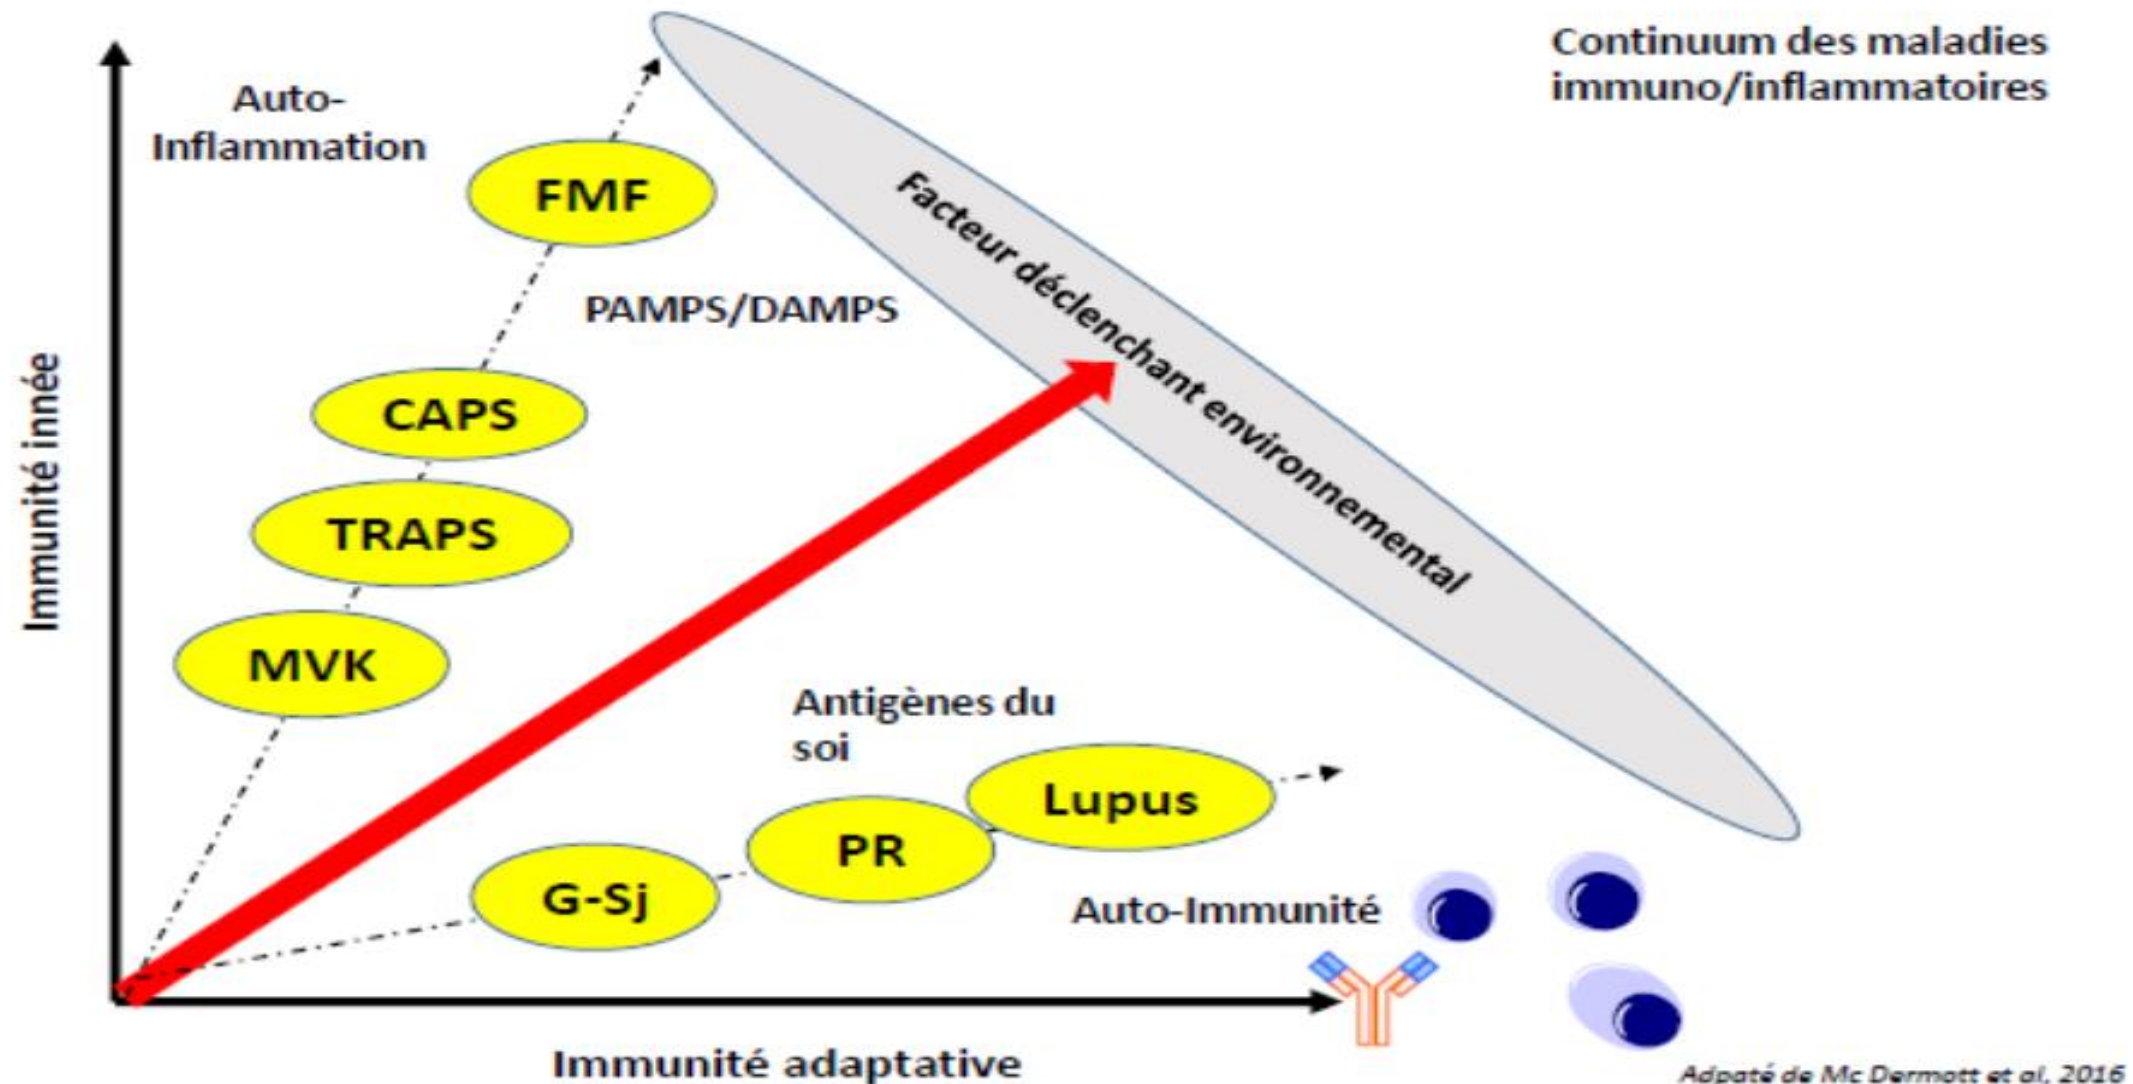 Continuum des maladies
immuno/inflammatoires
Auto-
Inflammation
FMF
PAMPS/DAMPS
Facteur déclenchant environnemental
CAPS
TRAPS
MVK
Immunité innée
Antigènes du
soi
Lupus
PR
G-Sj
Auto-Immunité
Immunité adaptative
Adpaté de Mc Dermott et al, 2016